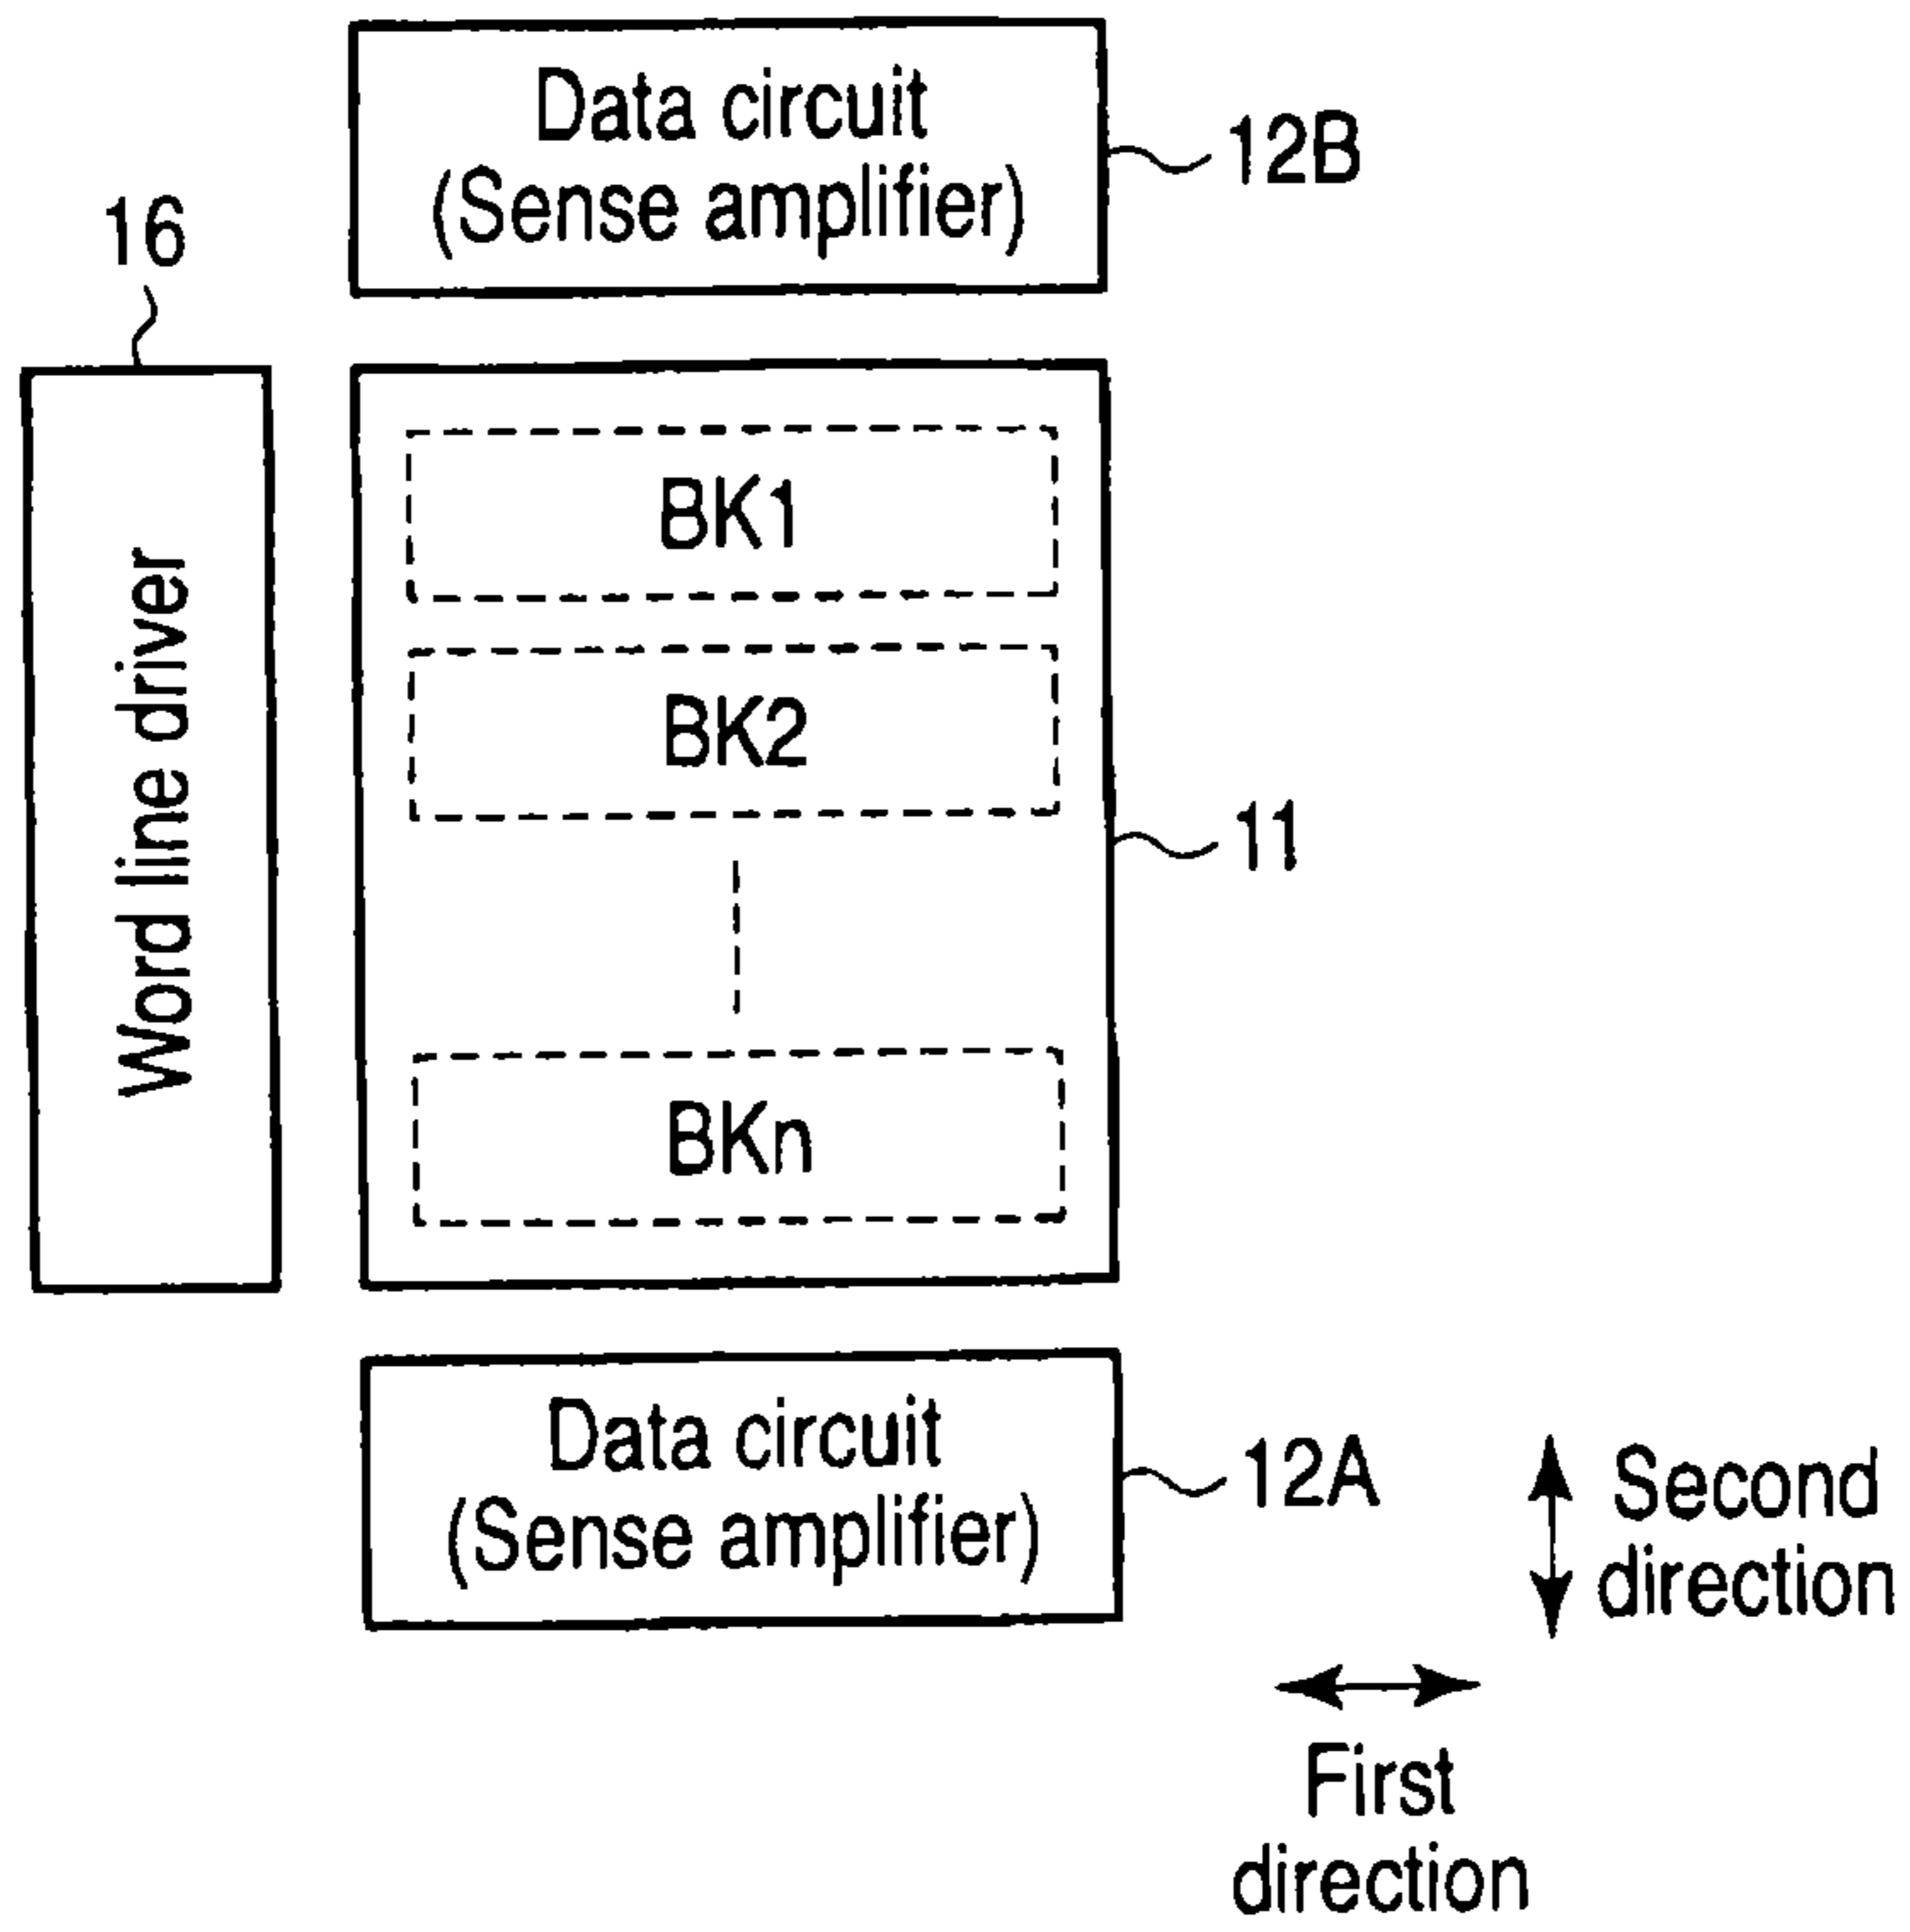 Data circuit
(Sense amplifier)
12B
16
Word line driver
BK1
BK2
11
BKn
Data circuit
(Sense amplifier)
12A
Second
direction
First
direction